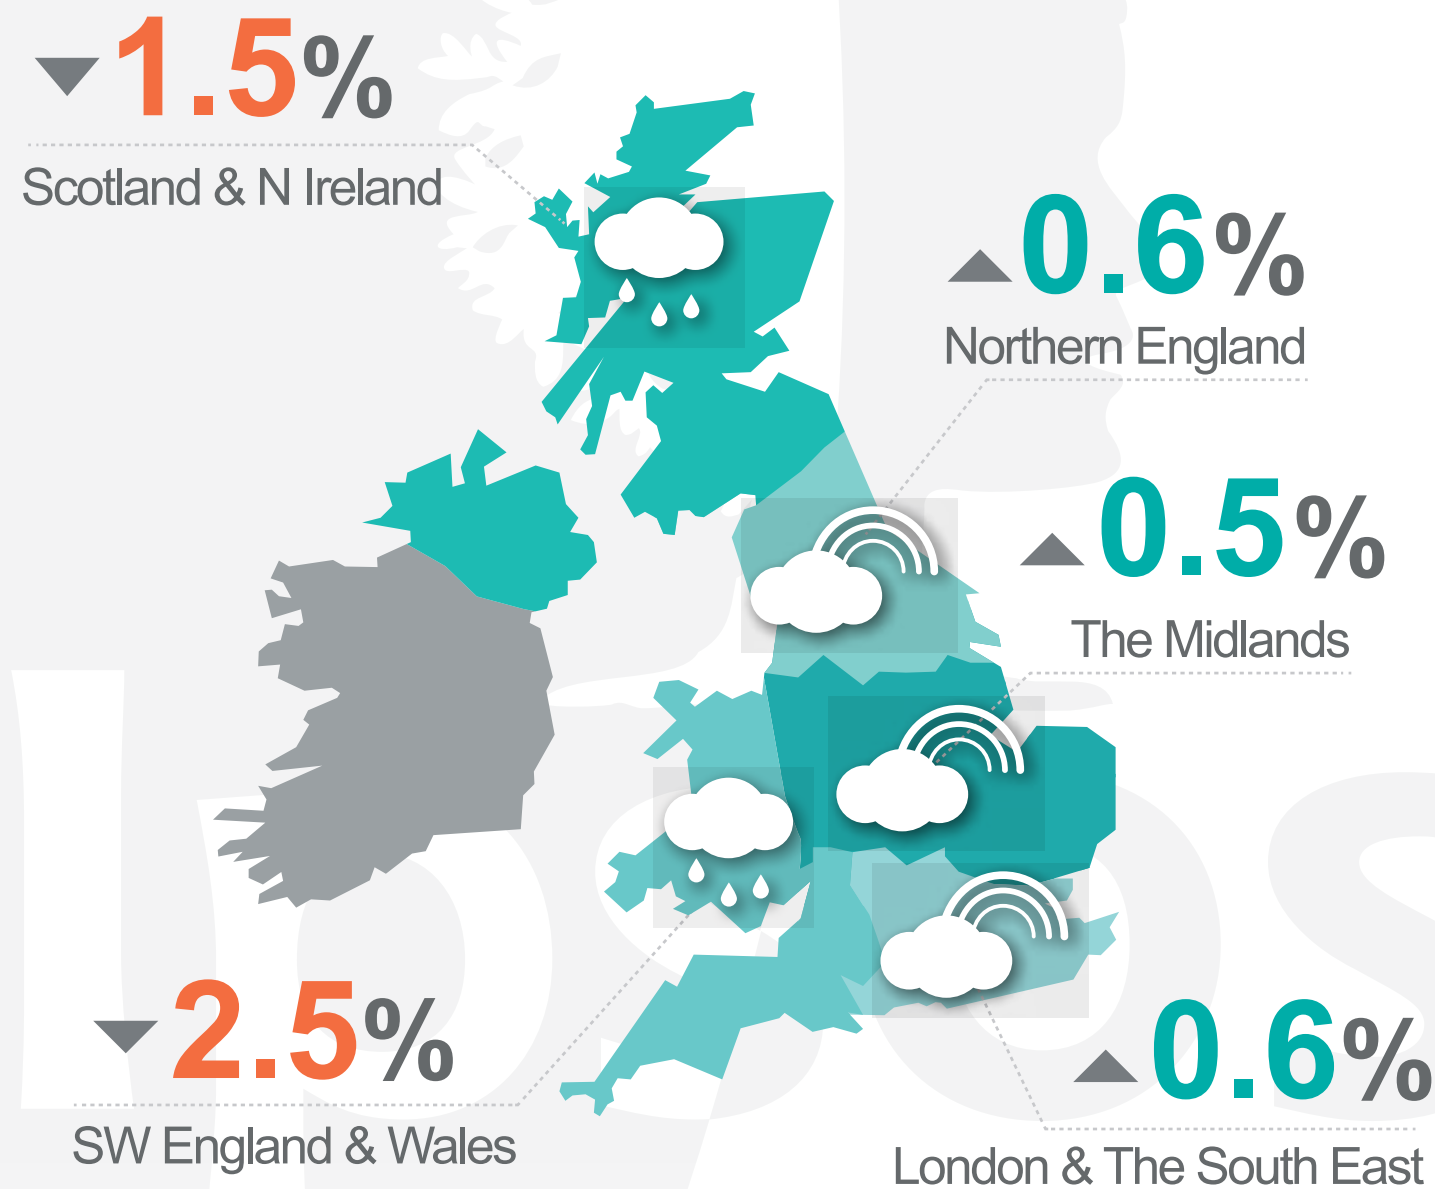 ▼1.5%
Scotland & N Ireland
▲0.6%
Northern England
▲0.5%
The Midlands
▼2.5%
SW England & Wales
▲0.6%
London & The South East
Ipsos